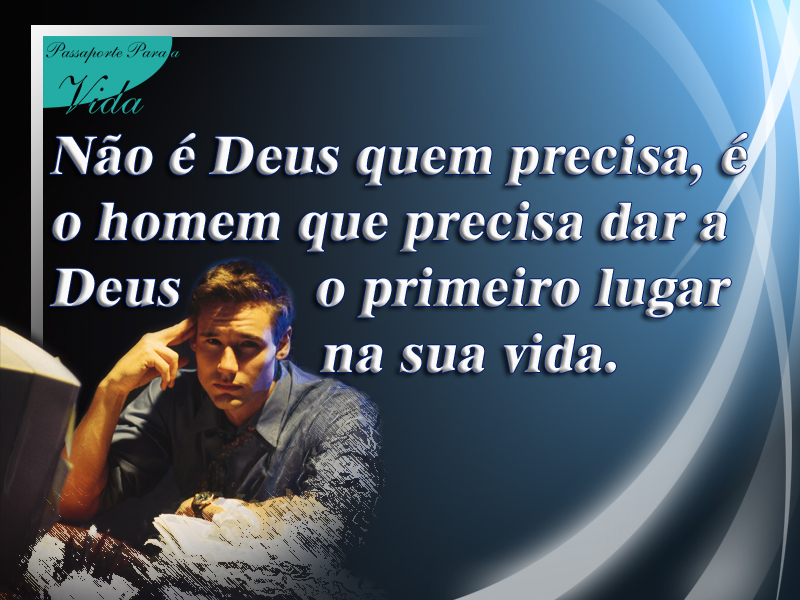 Passaporte Para a
Vida
Não é Deus quem precisa, é
o homem que precisa dar a
Deus o primeiro lugar
na sua vida.